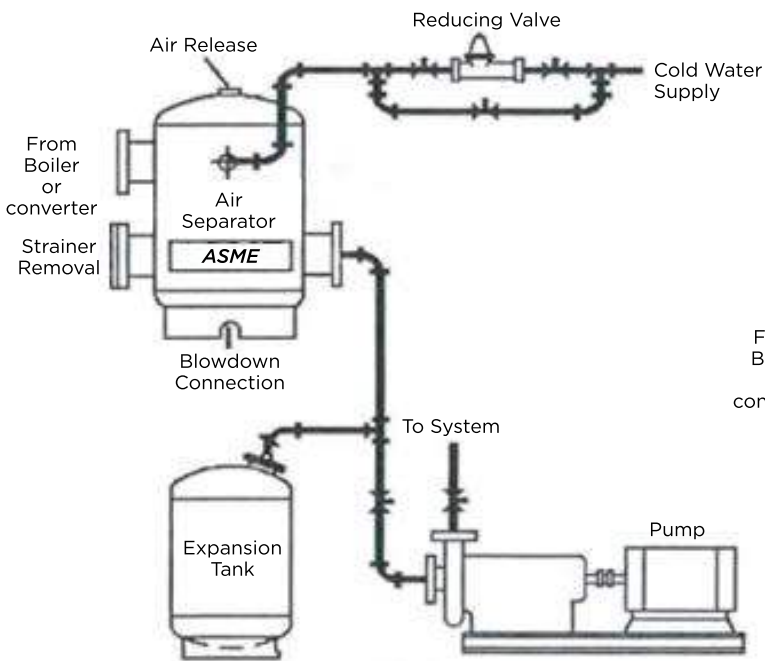 Reducing Valve
Air Release
Cold Water
Supply
From
Boiler
or
converter
Air
Separator
Strainer
Removal
ASME
Blowdown
Connection
F
B
con
To System
Pump
Expansion
Tank